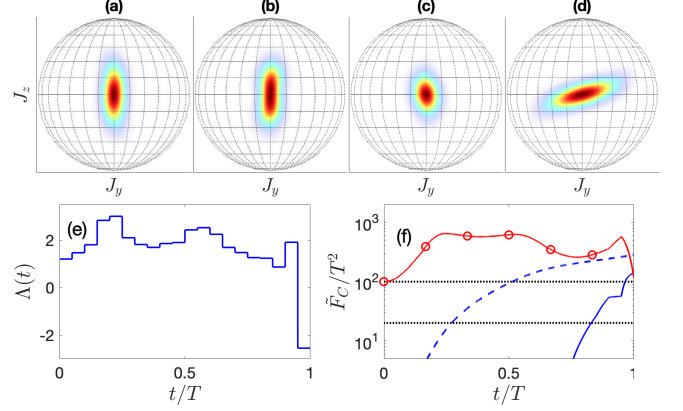 (a) (b) (c) (d)
J_z
J_y J_y J_y J_y
(e) (f)
Λ(t)
2
0
-2
0 0.5 1
t/T
F̃_C/T²
10³
10²
10¹
0 0.5 1
t/T